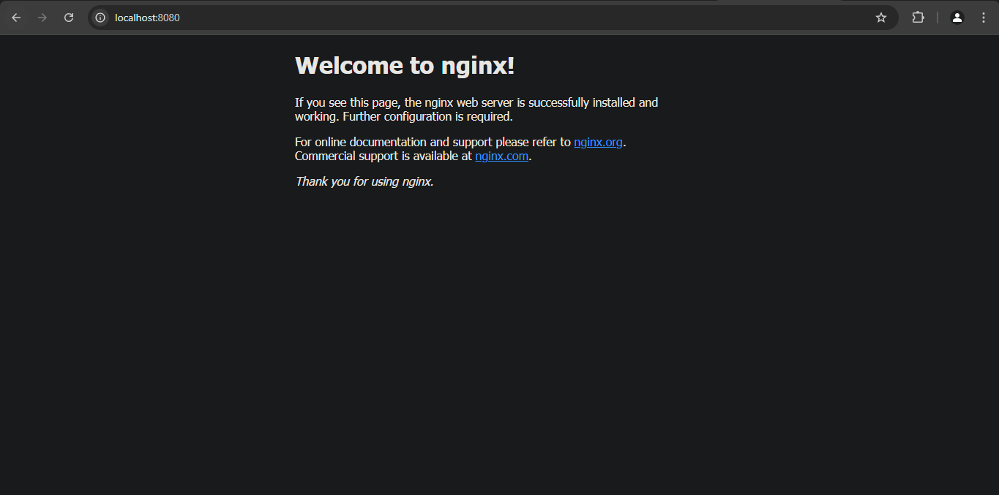 localhost:8080
Welcome to nginx!
If you see this page, the nginx web server is successfully installed and
working. Further configuration is required.
For online documentation and support please refer to nginx.org.
Commercial support is available at nginx.com.
Thank you for using nginx.